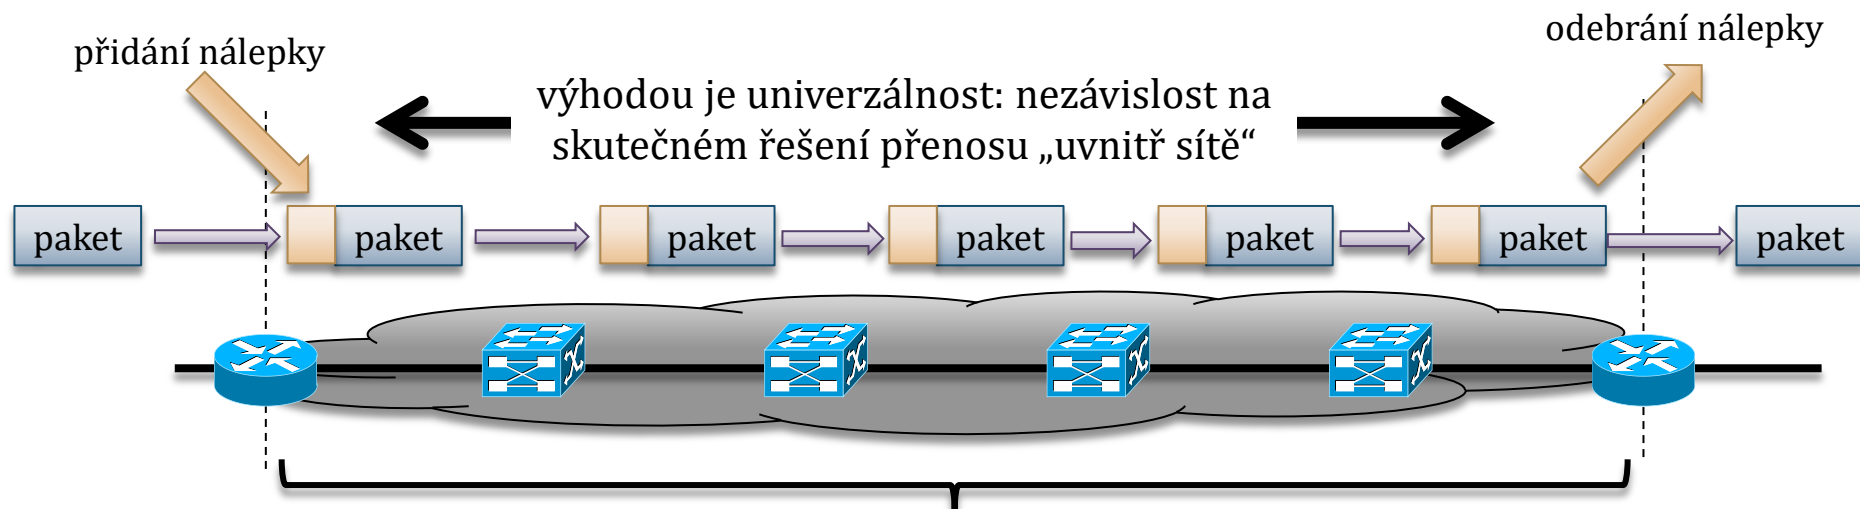 přidání nálepky
odebrání nálepky
výhodou je univerzálnost: nezávislost na
skutečném řešení přenosu „uvnitř sítě“
paket
paket
paket
paket
paket
paket
paket